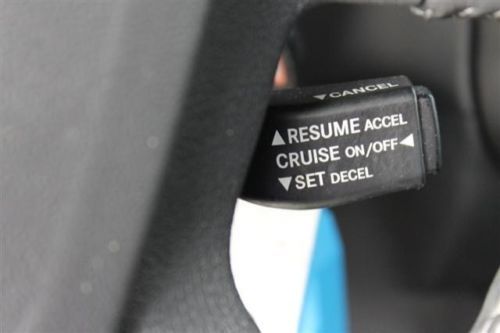 ▼CANCEL
▲RESUME ACCEL
CRUISE ON/OFF◀
▼SET DECEL